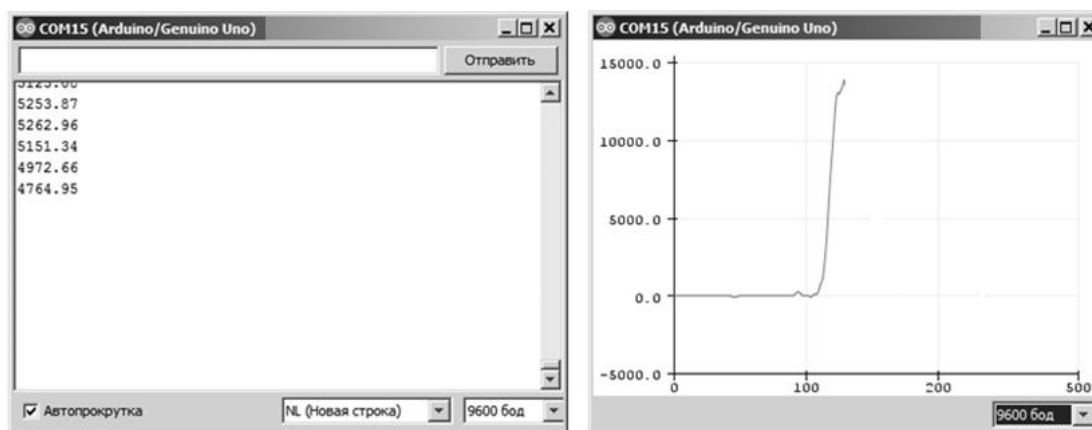 COM15 (Arduino/Genuino Uno)
Отправить
5253.87
5262.96
5151.34
4972.66
4764.95
Автопрокрутка
NL (Новая строка)
9600 бод
COM15 (Arduino/Genuino Uno)
15000.0
10000.0
5000.0
0.0
-5000.0
0 100 200 500
9600 бод